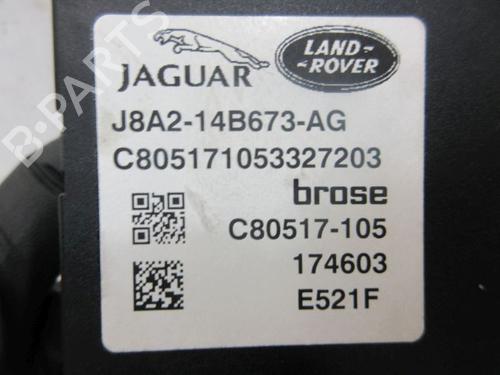 JAGUAR
LAND-
ROVER
J8A2-14B673-AG
C805171053327203
brose
C80517-105
174603
E521F
B-PARTS